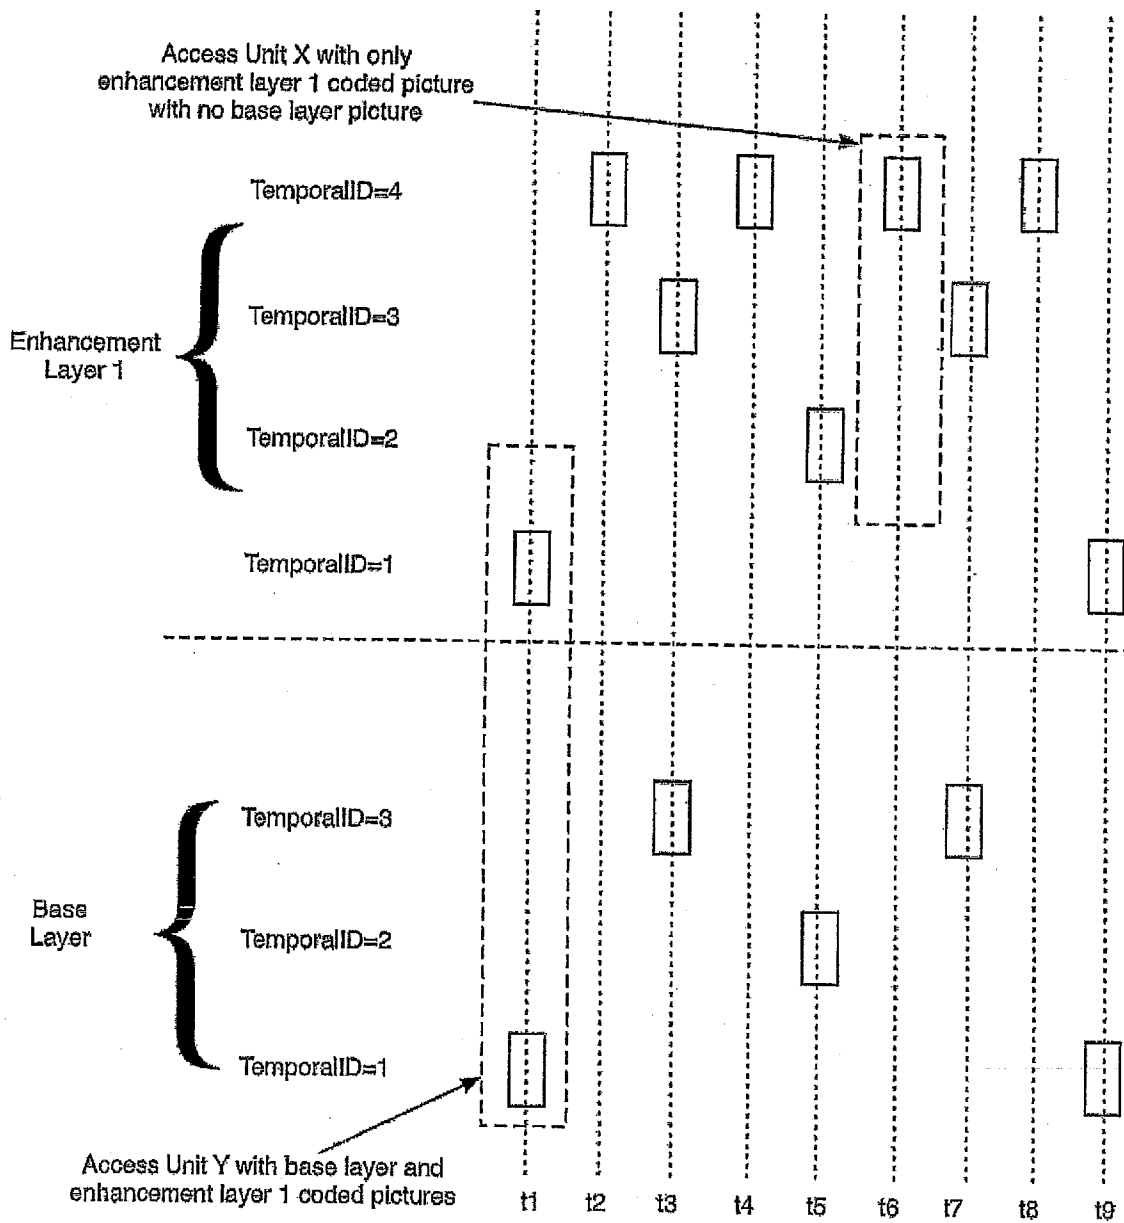 Access Unit X with only
enhancement layer 1 coded picture
with no base layer picture
TemporalID=4
TemporalID=3
Enhancement
Layer 1
TemporalID=2
TemporalID=1
TemporalID=3
Base
Layer
TemporalID=2
TemporalID=1
Access Unit Y with base layer and
enhancement layer 1 coded pictures
t1 t2 t3 t4 t5 t6 t7 t8 t9